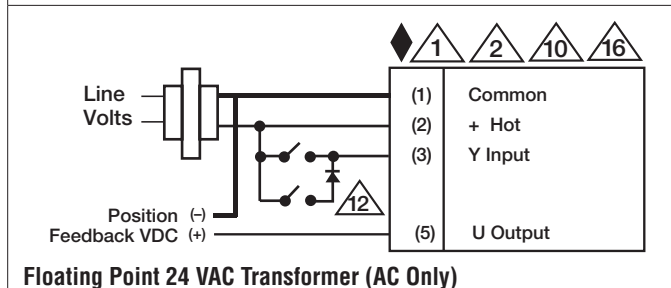 1 2 10 16
Line
Volts
(1) Common
(2) + Hot
(3) Y Input
12
Position (–)
Feedback VDC (+)
(5) U Output
Floating Point 24 VAC Transformer (AC Only)